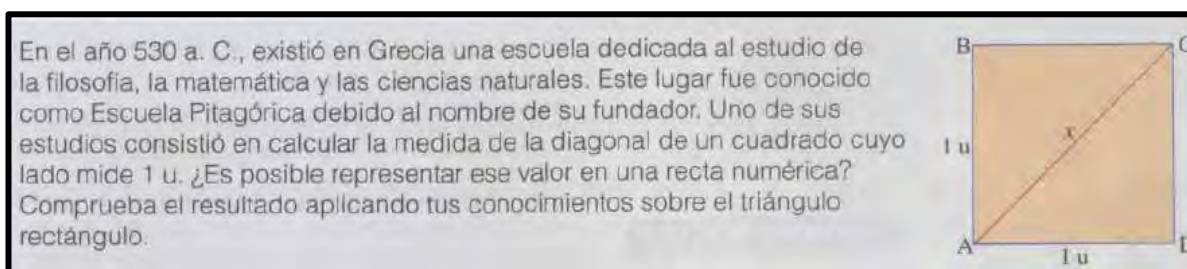 En el año 530 a. C., existió en Grecia una escuela dedicada al estudio de
la filosofía, la matemática y las ciencias naturales. Este lugar fue conocido
como Escuela Pitagórica debido al nombre de su fundador. Uno de sus
estudios consistió en calcular la medida de la diagonal de un cuadrado cuyo
lado mide 1 u. ¿Es posible representar ese valor en una recta numérica?
Comprueba el resultado aplicando tus conocimientos sobre el triángulo
rectángulo.
B
x
1 u
A
1 u